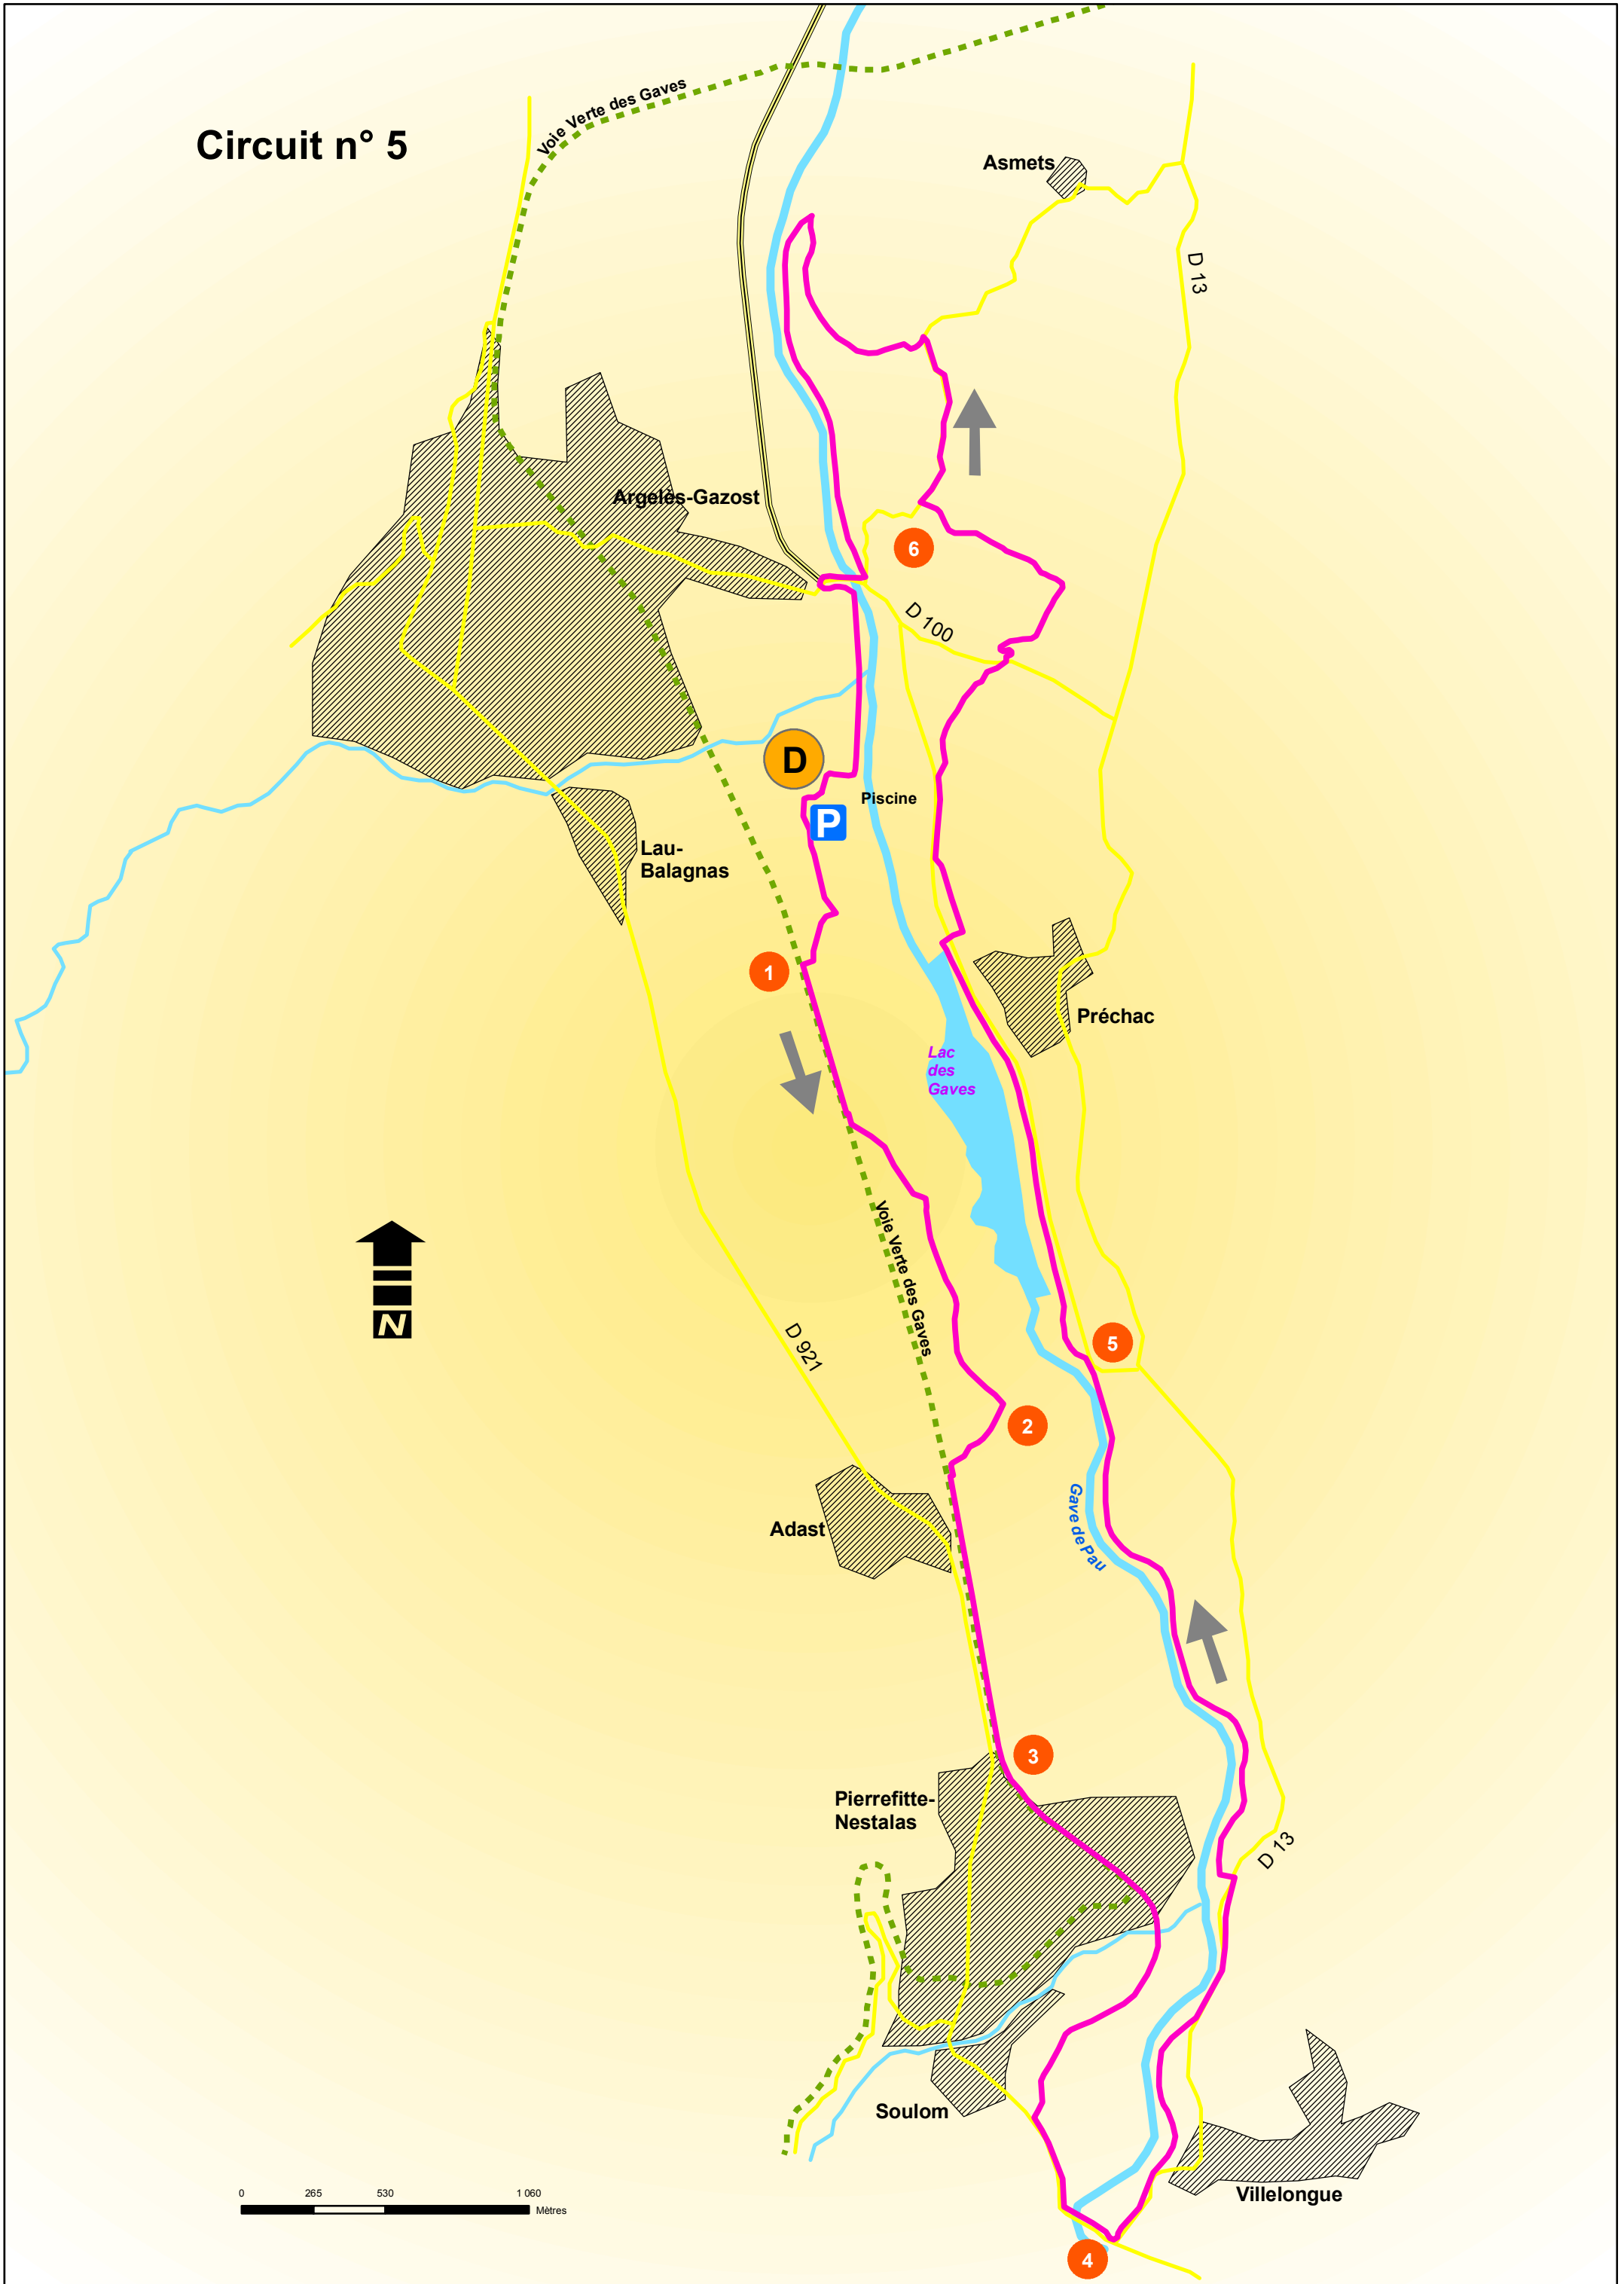 Voie Verte des Gaves
Circuit n° 5
Asmets
D 13
Argelès-Gazost
6
D 100
D
Piscine
P
Lau-
Balagnas
1
Préchac
Lac
des
Gaves
Voie Verte des Gaves
N
D 921
5
2
Gave de Pau
Adast
3
Pierrefitte-
Nestalas
D 13
Soulom
Villelongue
0 265 530 1 060
Mètres
4